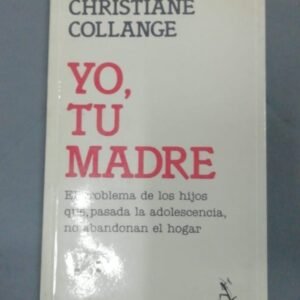 CHRISTIANE
COLLANGE
YO,
TU
MADRE
El problema de los hijos
que, pasada la adolescencia,
no abandonan el hogar